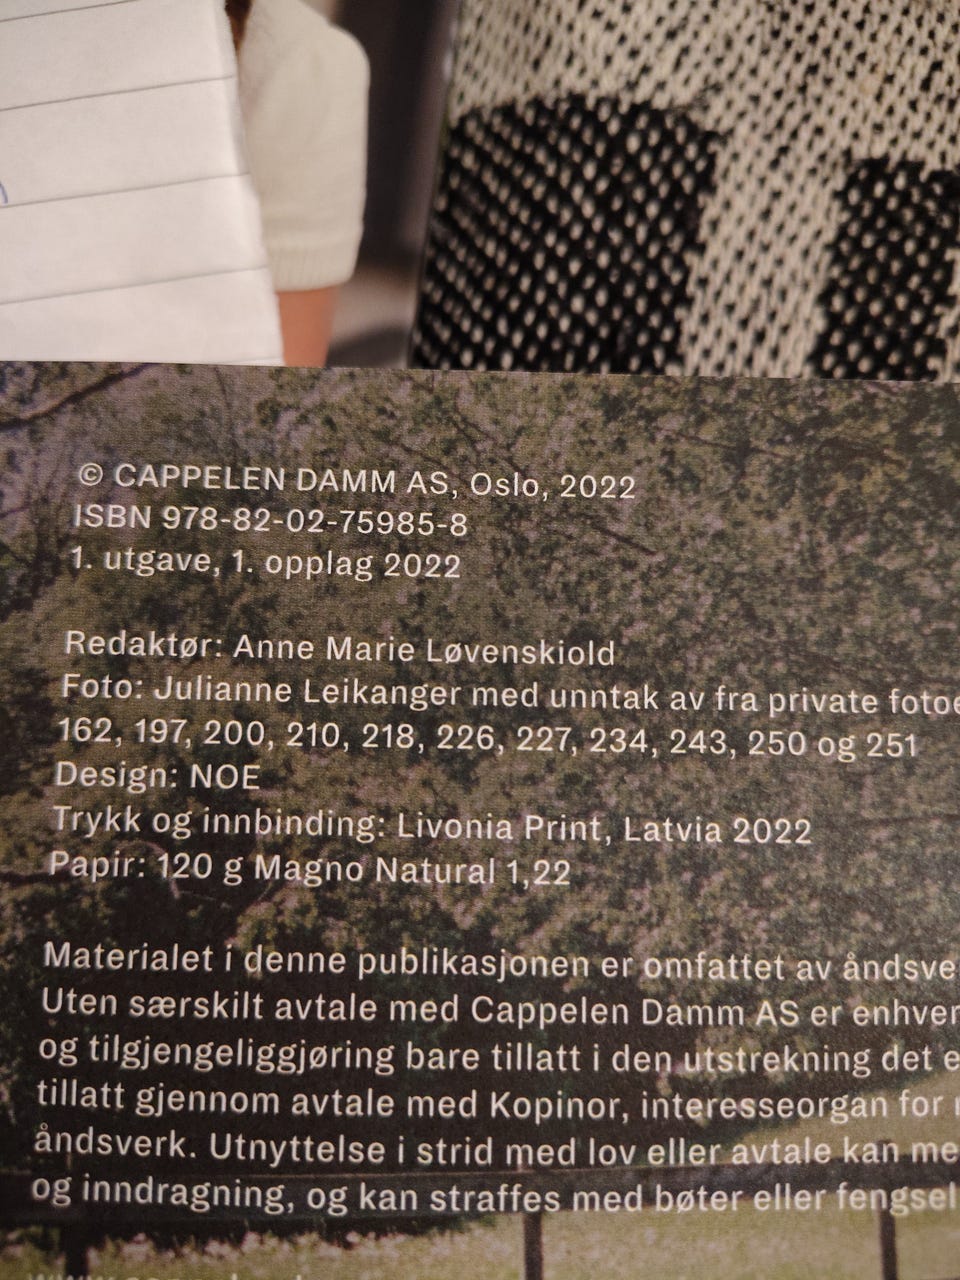 © CAPPELEN DAMM AS, Oslo, 2022
ISBN 978-82-02-75985-8
1. utgave, 1. opplag 2022
Redaktør: Anne Marie Løvenskiold
Foto: Julianne Leikanger med unntak av fra private
162, 197, 200, 210, 218, 226, 227, 234, 243, 250 og 251
Design: NOE
Trykk og innbinding: Livonia Print, Latvia 2022
Papir: 120 g Magno Natural 1,22
Materialet i denne publikasjonen er omfattet av
Uten særskilt avtale med Cappelen Damm AS er
og tilgjengeliggjøring bare tillatt i den utstrekning det
tillatt gjennom avtale med Kopinor, interesseorgan for
åndsverk. Utnyttelse i strid med lov eller avtale kan
og inndragning, og kan straffes med bøter eller fengsel